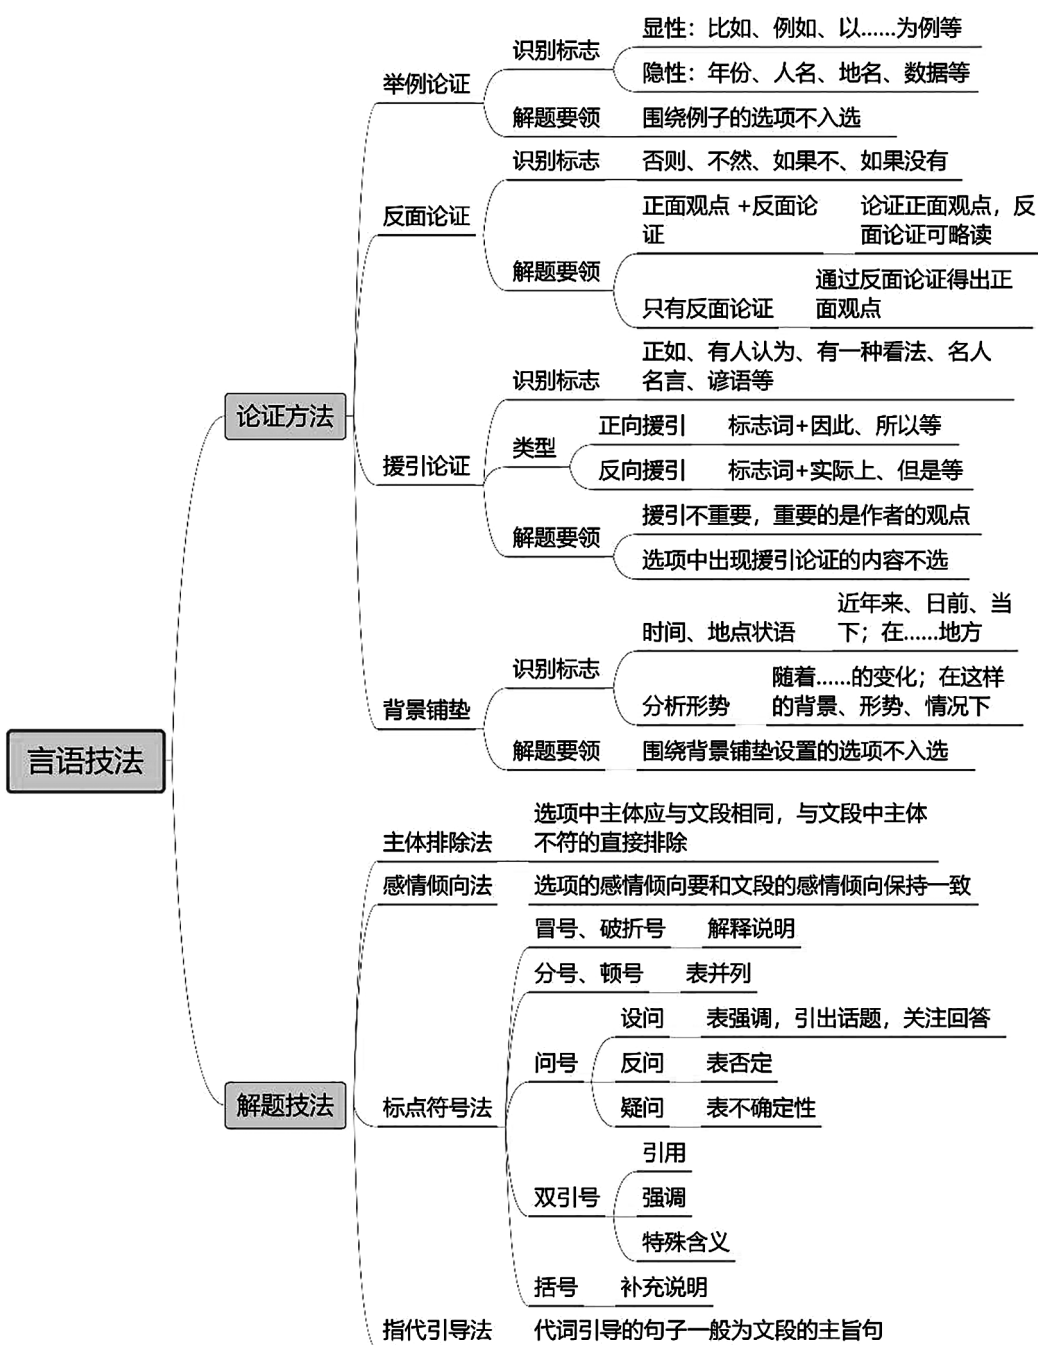 言语技法
论证方法
举例论证
识别标志
显性：比如、例如、以......为例等
隐性：年份、人名、地名、数据等
解题要领
围绕例子的选项不入选
反面论证
识别标志
否则、不然、如果不、如果没有
解题要领
正面观点 +反面论
证
论证正面观点，反
面论证可略读
只有反面论证
通过反面论证得出正
面观点
援引论证
识别标志
正如、有人认为、有一种看法、名人
名言、谚语等
类型
正向援引
标志词+因此、所以等
反向援引
标志词+实际上、但是等
解题要领
援引不重要，重要的是作者的观点
选项中出现援引论证的内容不选
背景铺垫
识别标志
时间、地点状语
近年来、日前、当
下；在......地方
分析形势
随着......的变化；在这样
的背景、形势、情况下
解题要领
围绕背景铺垫设置的选项不入选
解题技法
主体排除法
选项中主体应与文段相同，与文段中主体
不符的直接排除
感情倾向法
选项的感情倾向要和文段的感情倾向保持一致
标点符号法
冒号、破折号
解释说明
分号、顿号
表并列
问号
设问
表强调，引出话题，关注回答
反问
表否定
疑问
表不确定性
双引号
引用
强调
特殊含义
括号
补充说明
指代引导法
代词引导的句子一般为文段的主旨句